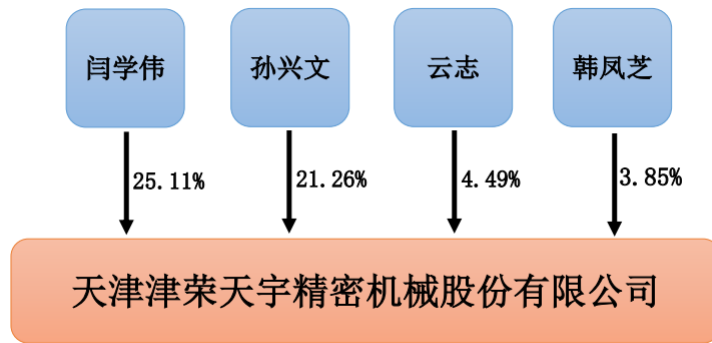 闫学伟
孙兴文
云志
韩凤芝
25.11%
21.26%
4.49%
3.85%
天津津荣天宇精密机械股份有限公司